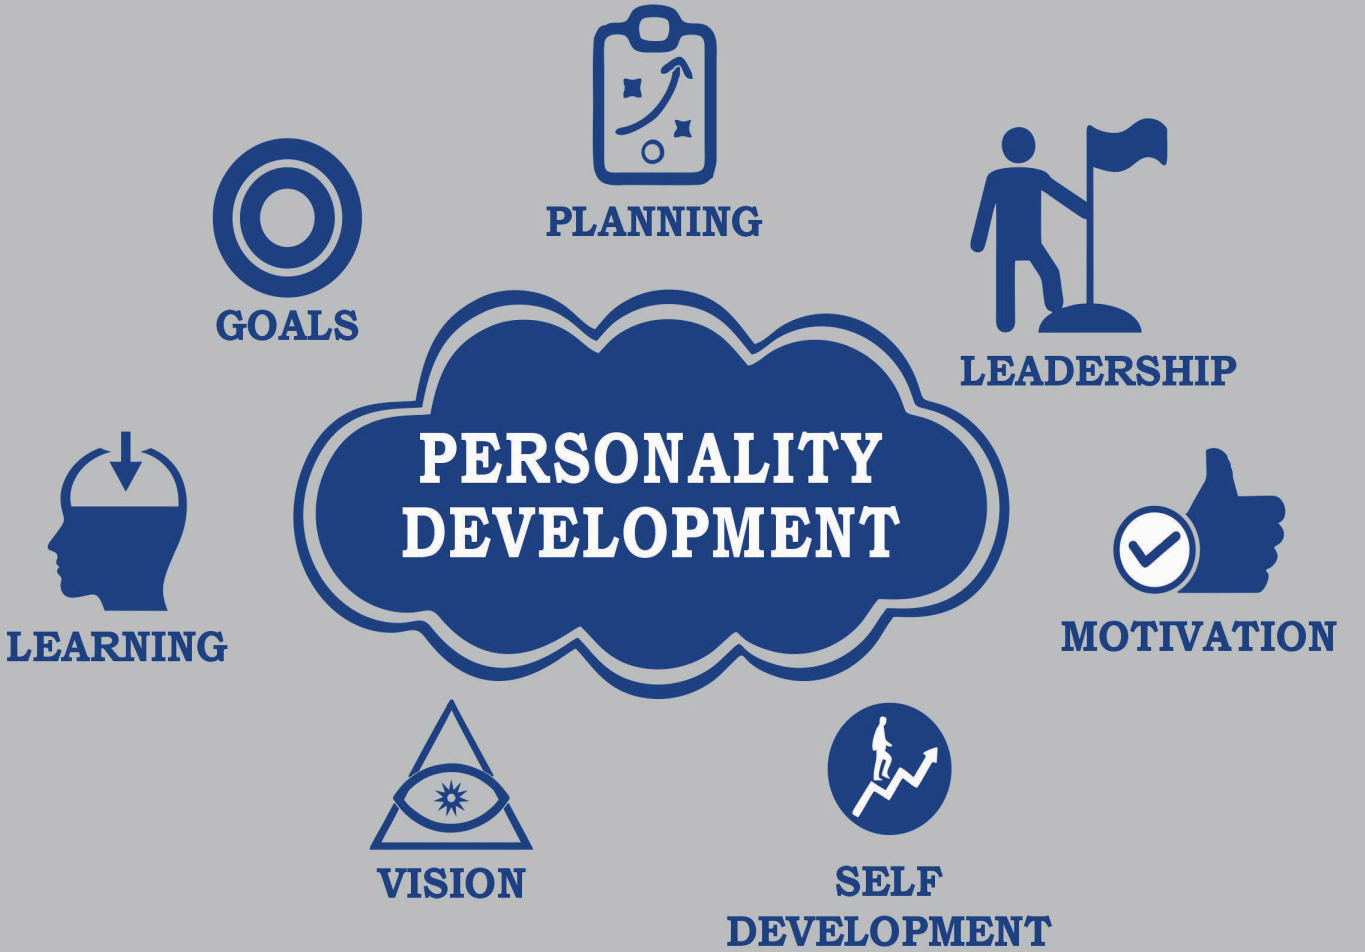 PLANNING
GOALS
LEADERSHIP
PERSONALITY
DEVELOPMENT
LEARNING
MOTIVATION
VISION
SELF
DEVELOPMENT